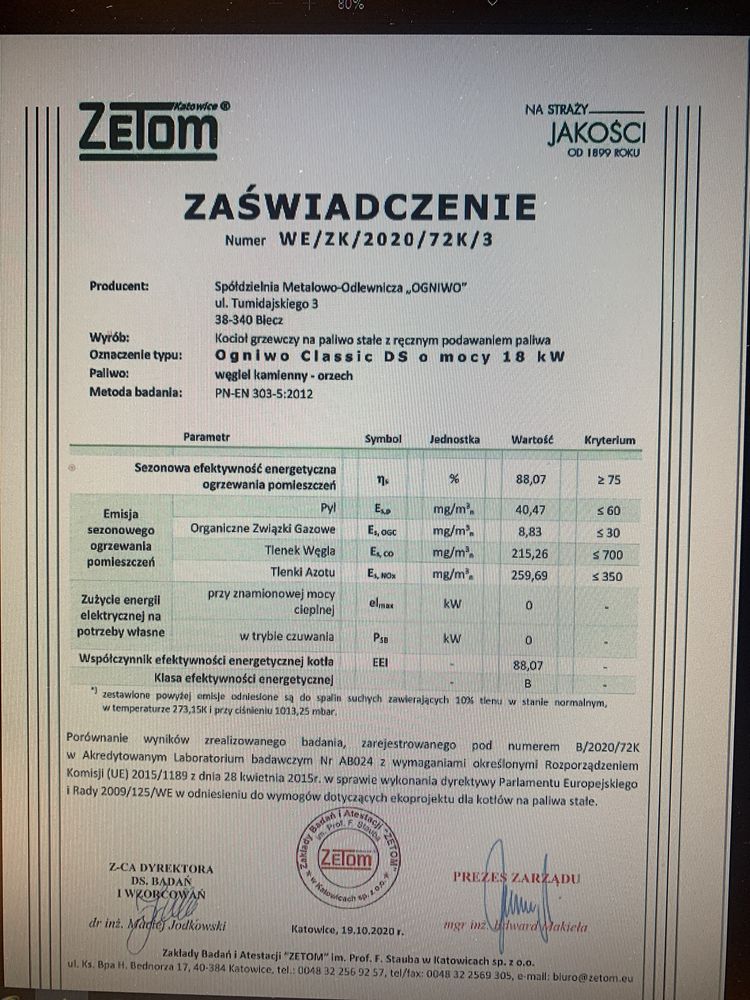 80%
Katowice ®
ZETOM
NA STRAŻY
JAKOŚCI
OD 1899 ROKU
ZAŚWIADCZENIE
Numer WE/ZK/2020/72K/3
Producent: Spółdzielnia Metalowo-Odlewnicza „OGNIWO"
ul. Tumidajskiego 3
38-340 Biecz
Wyrób: Kocioł grzewczy na paliwo stałe z ręcznym podawaniem paliwa
Oznaczenie typu: Ogniwo Classic DS o mocy 18 kW
Paliwo: węgiel kamienny - orzech
Metoda badania: PN-EN 303-5:2012
Parametr Symbol Jednostka Wartość Kryterium
Sezonowa efektywność energetyczna
ogrzewania pomieszczeń ηs % 88,07 ≥ 75
Emisja
sezonowego
ogrzewania
pomieszczeń
Pył Es,p mg/m³n 40,47 ≤ 60
Organiczne Związki Gazowe Es, OGC mg/m³n 8,83 ≤ 30
Tlenek Węgla Es, CO mg/m³n 215,26 ≤ 700
Tlenki Azotu Es, NOx mg/m³n 259,69 ≤ 350
Zużycie energii
elektrycznej na
potrzeby własne
przy znamionowej mocy
cieplnej elmax kW 0 -
w trybie czuwania PSB kW 0 -
Współczynnik efektywności energetycznej kotła EEI - 88,07 -
Klasa efektywności energetycznej - B -
*) zestawione powyżej emisje odniesione są do spalin suchych zawierających 10% tlenu w stanie normalnym,
w temperaturze 273,15K i przy ciśnieniu 1013,25 mbar.
Porównanie wyników zrealizowanego badania, zarejestrowanego pod numerem B/2020/72K
w Akredytowanym Laboratorium badawczym Nr AB024 z wymaganiami określonymi Rozporządzeniem
Komisji (UE) 2015/1189 z dnia 28 kwietnia 2015r. w sprawie wykonania dyrektywy Parlamentu Europejskiego
i Rady 2009/125/WE w odniesieniu do wymogów dotyczących ekoprojektu dla kotłów na paliwa stałe.
Zakłady Badań i Atestacji "ZETOM"
im. Prof. F. Stauba
ZETOM
w Katowicach sp. z o.o.
Z-CA DYREKTORA
DS. BADAŃ
I WZORCOWAŃ
dr inż. Maciej Jodkowski
PREZES ZARZĄDU
mgr inż. Edward Makiela
Katowice, 19.10.2020 r.
Zakłady Badań i Atestacji "ZETOM" im. Prof. F. Stauba w Katowicach sp. z o.o.
ul. Ks. Bpa H. Bednorza 17, 40-384 Katowice, tel.: 0048 32 256 92 57, tel/fax: 0048 32 2569 305, e-mail: biuro@zetom.eu